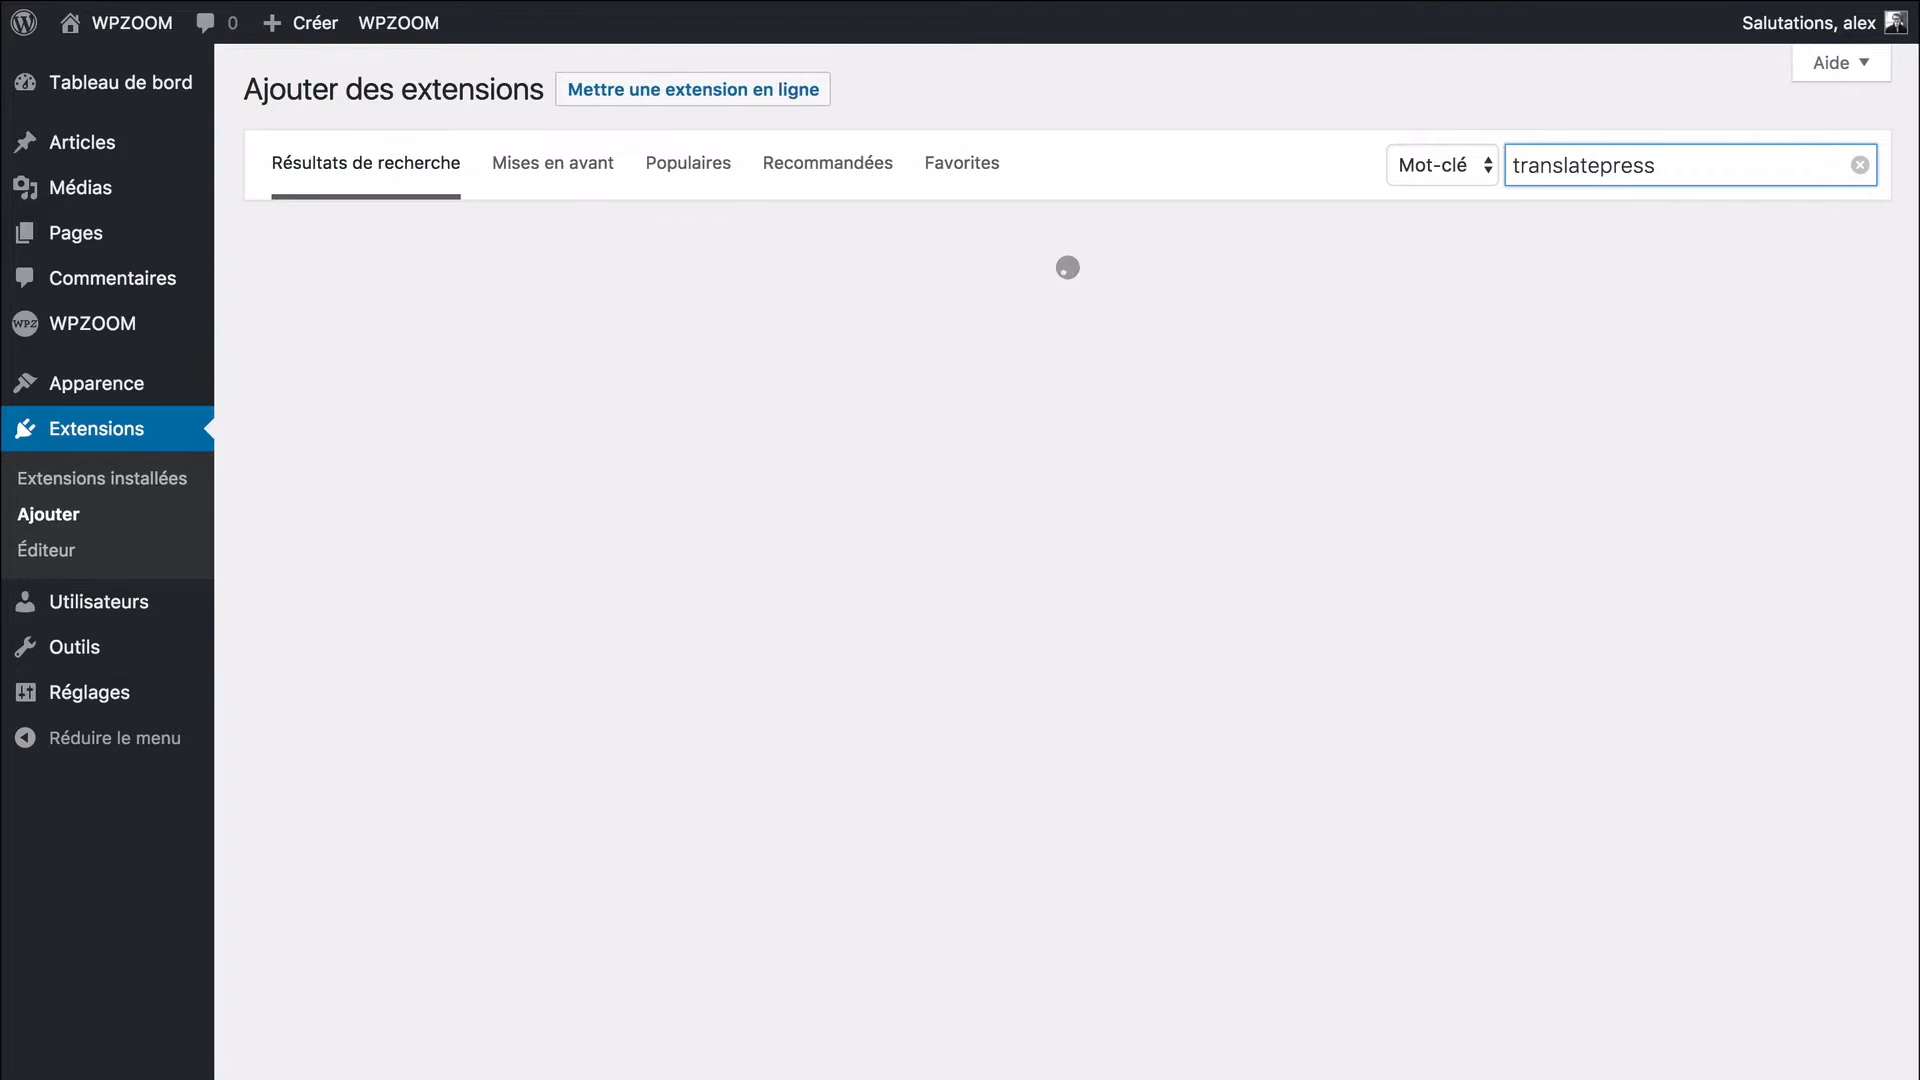 WPZOOM 0 Créer WPZOOM Salutations, alex
Aide
Ajouter des extensions Mettre une extension en ligne
Résultats de recherche Mises en avant Populaires Recommandées Favorites Mot-clé translatepress
Tableau de bord
Articles
Médias
Pages
Commentaires
WPZ WPZOOM
Apparence
Extensions
Extensions installées
Ajouter
Éditeur
Utilisateurs
Outils
Réglages
Réduire le menu